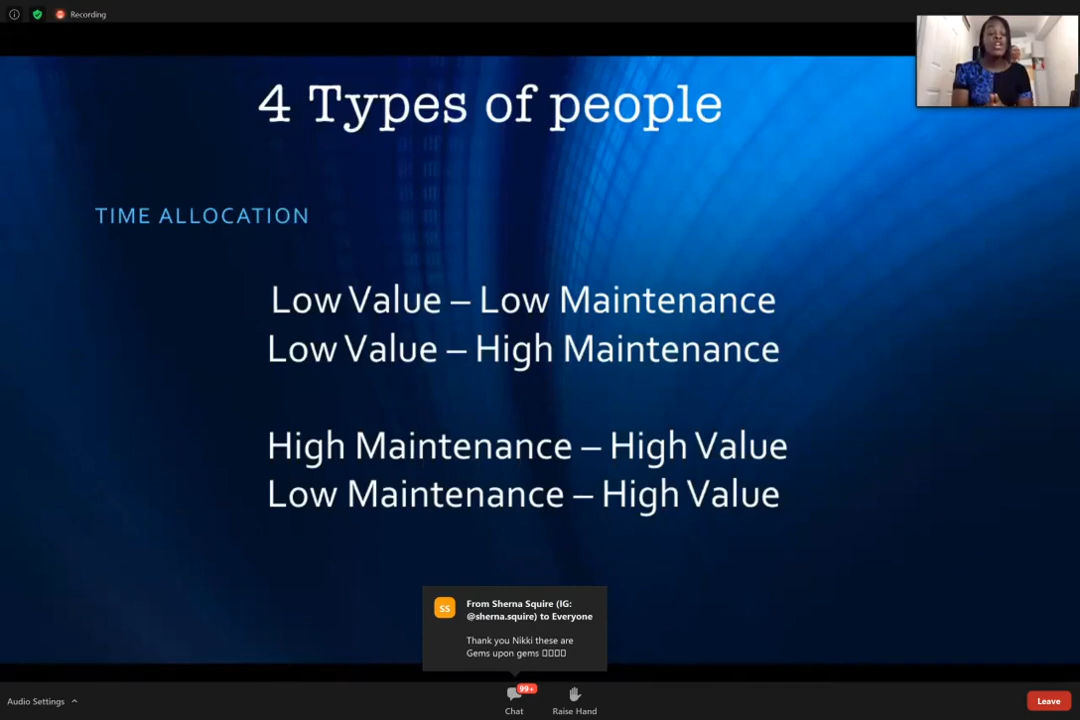 Recording
4 Types of people
TIME ALLOCATION
Low Value – Low Maintenance
Low Value – High Maintenance
High Maintenance – High Value
Low Maintenance – High Value
SS
From Sherna Squire (IG:
@sherna.squire) to Everyone
Thank you Nikki these are
Gems upon gems ▯▯▯▯
Audio Settings
99+
Chat
Raise Hand
Leave